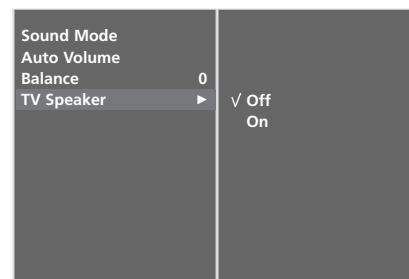 Sound Mode
Auto Volume
Balance 0
TV Speaker ►
√ Off
On